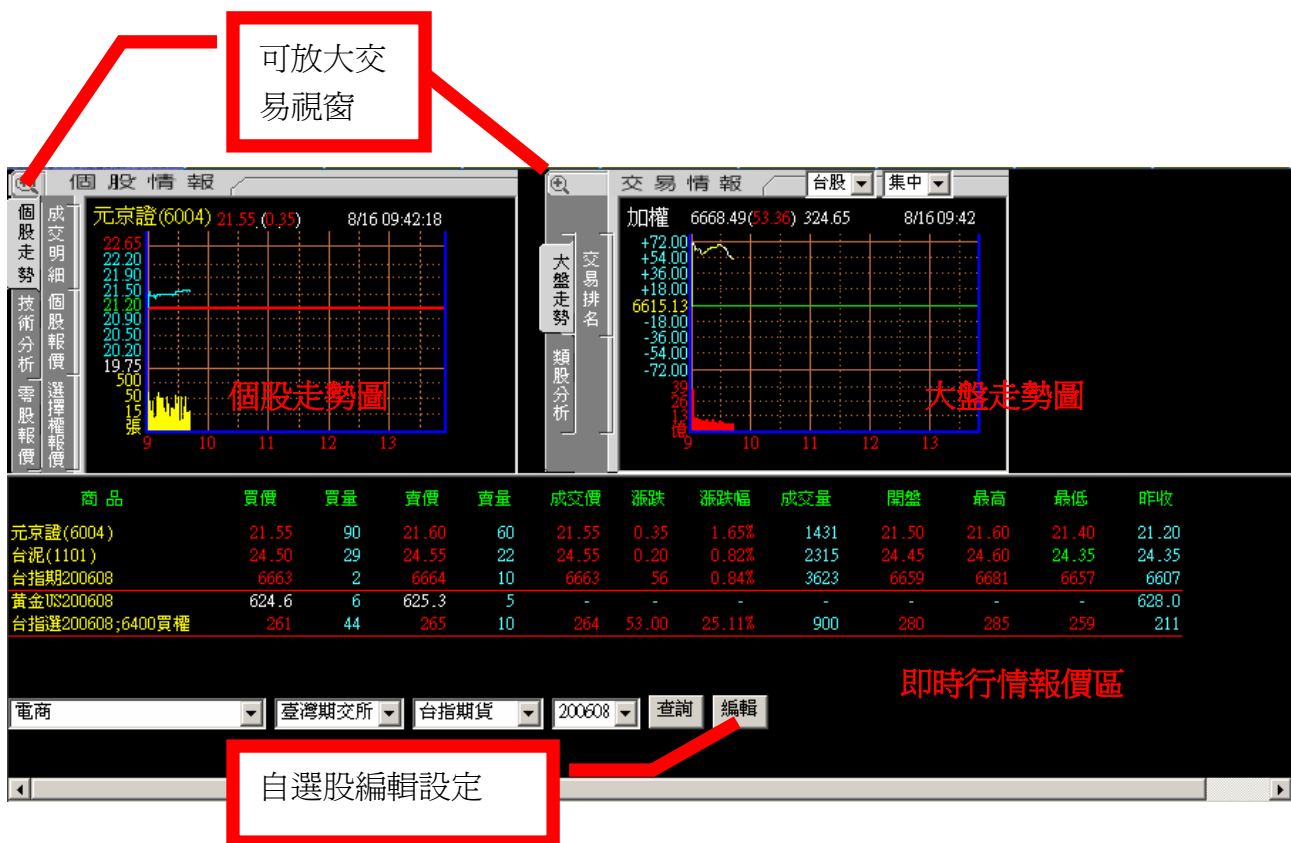 可放大交
易視窗
個股情報
交易情報
台股
集中
個股走勢
技術分析
零股報價
成交明細
個股報價
選擇權報價
元京證(6004) 21.55 (0.35) 8/16 09:42:18
22.65
22.20
21.90
21.50
21.20
20.90
20.50
20.20
19.75
500
50
15
張
9 10 11 12 13
個股走勢圖
大盤走勢
類股分析
交易排名
加權 6668.49(53.36) 324.65 8/16 09:42
+72.00
+54.00
+36.00
+18.00
6615.13
-18.00
-36.00
-54.00
-72.00
39
26
13
億
9 10 11 12 13
大盤走勢圖
商品 買價 買量 賣價 賣量 成交價 漲跌 漲跌幅 成交量 開盤 最高 最低 昨收
元京證(6004) 21.55 90 21.60 60 21.55 0.35 1.65% 1431 21.50 21.60 21.40 21.20
台泥(1101) 24.50 29 24.55 22 24.55 0.20 0.82% 2315 24.45 24.60 24.35 24.35
台指期200608 6663 2 6664 10 6663 56 0.84% 3623 6659 6681 6657 6607
黃金US200608 624.6 6 625.3 5 - - - - - - - 628.0
台指選200608;6400買權 261 44 265 10 264 53.00 25.11% 900 280 285 259 211
即時行情報價區
電商 臺灣期交所 台指期貨 200608 查詢 編輯
自選股編輯設定